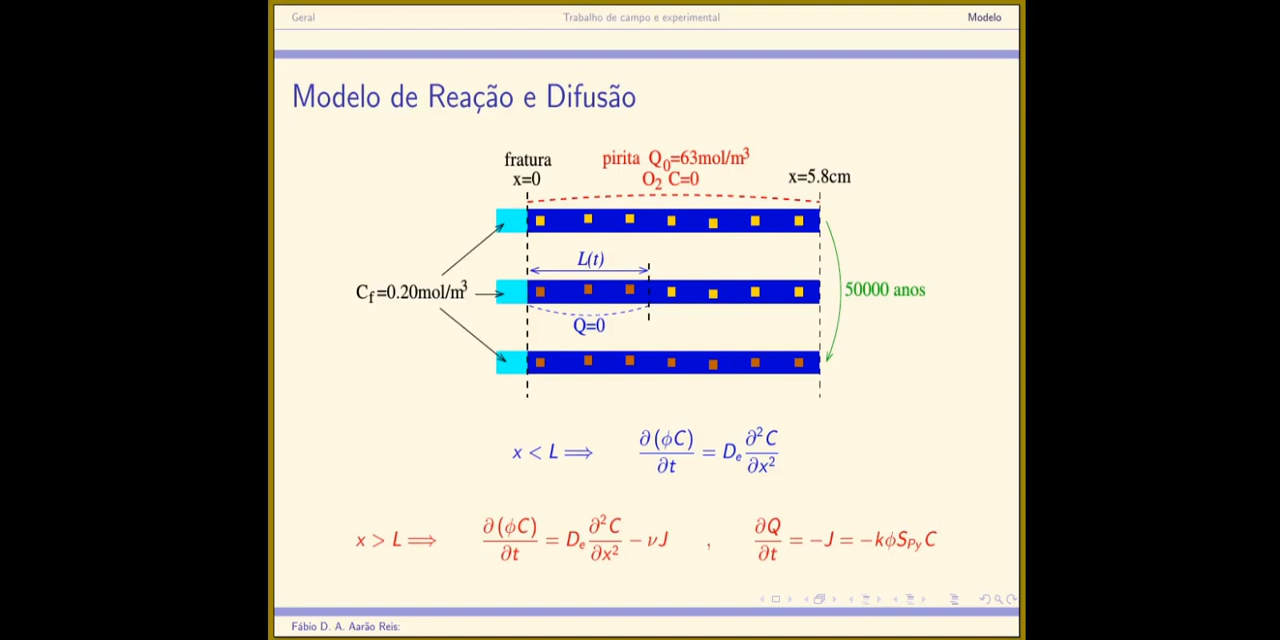 Geral Trabalho de campo e experimental Modelo
Modelo de Reação e Difusão
fratura pirita Q₀=63mol/m³
x=0 O₂ C=0 x=5.8cm
L(t)
C_f=0.20mol/m³ 50000 anos
Q=0
x < L ⟹ ∂(ϕC)/∂t = Dₑ ∂²C/∂x²
x > L ⟹ ∂(ϕC)/∂t = Dₑ ∂²C/∂x² − νJ , ∂Q/∂t = −J = −kϕS_Py C
Fábio D. A. Aarão Reis: